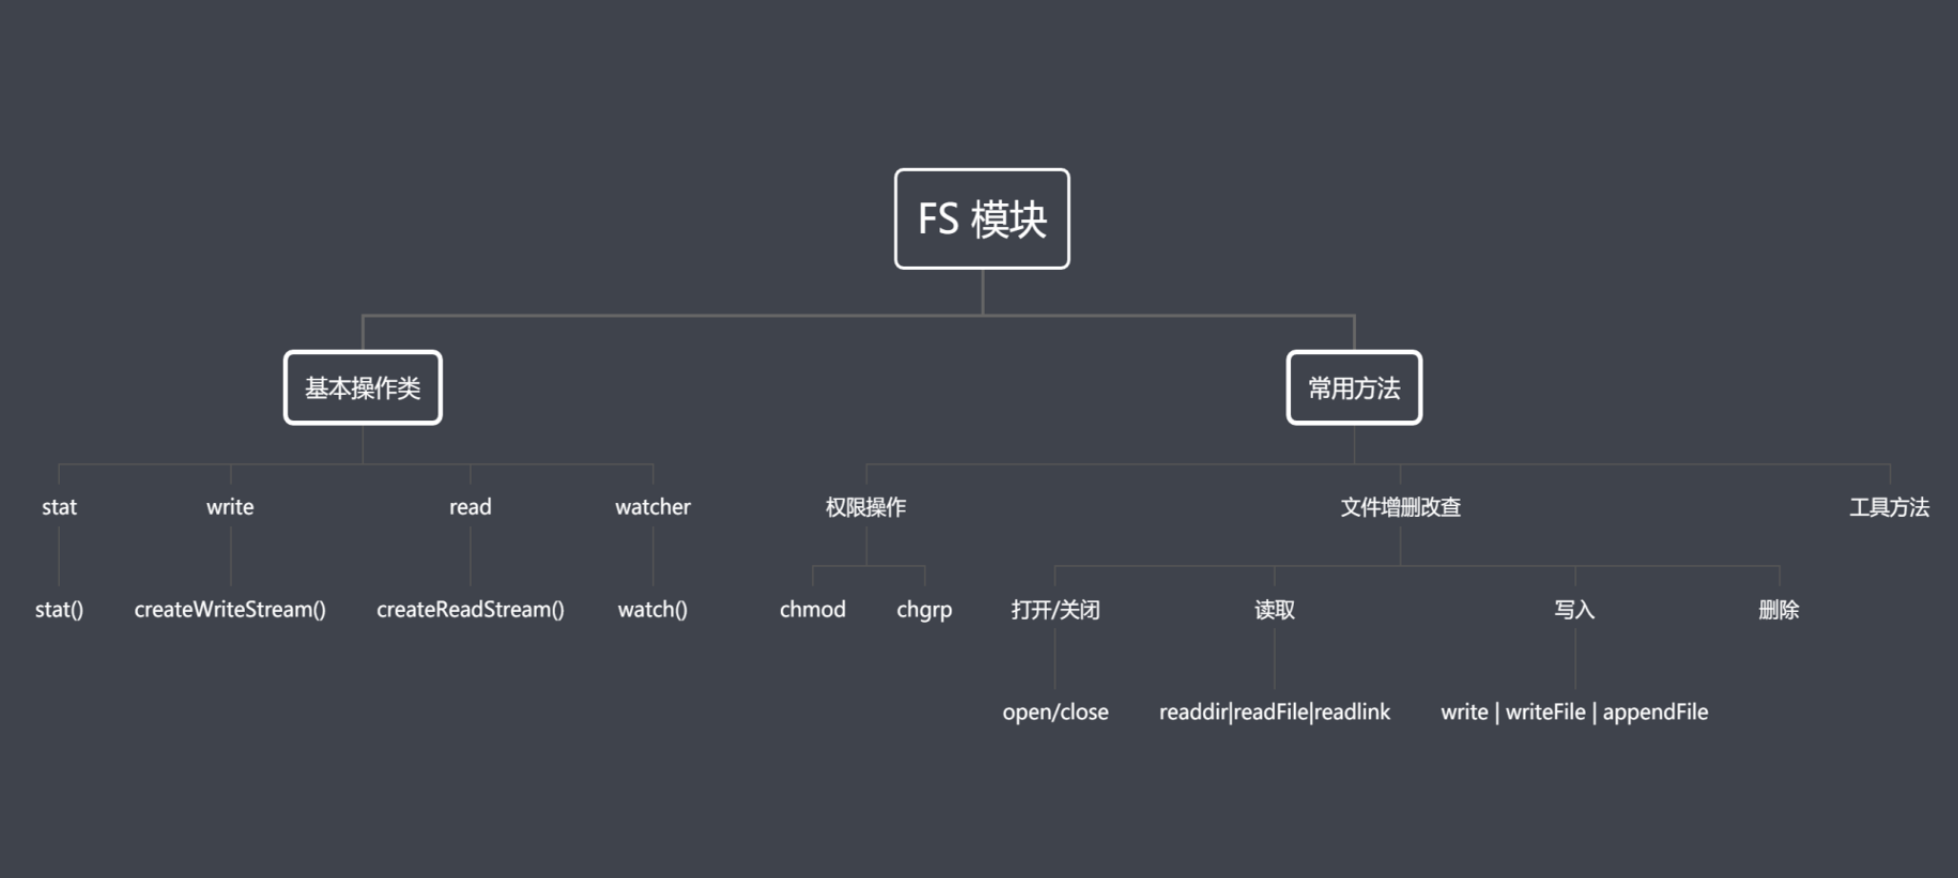 FS 模块
基本操作类
常用方法
stat
write
read
watcher
权限操作
文件增删改查
工具方法
stat()
createWriteStream()
createReadStream()
watch()
chmod
chgrp
打开/关闭
读取
写入
删除
open/close
readdir|readFile|readlink
write | writeFile | appendFile